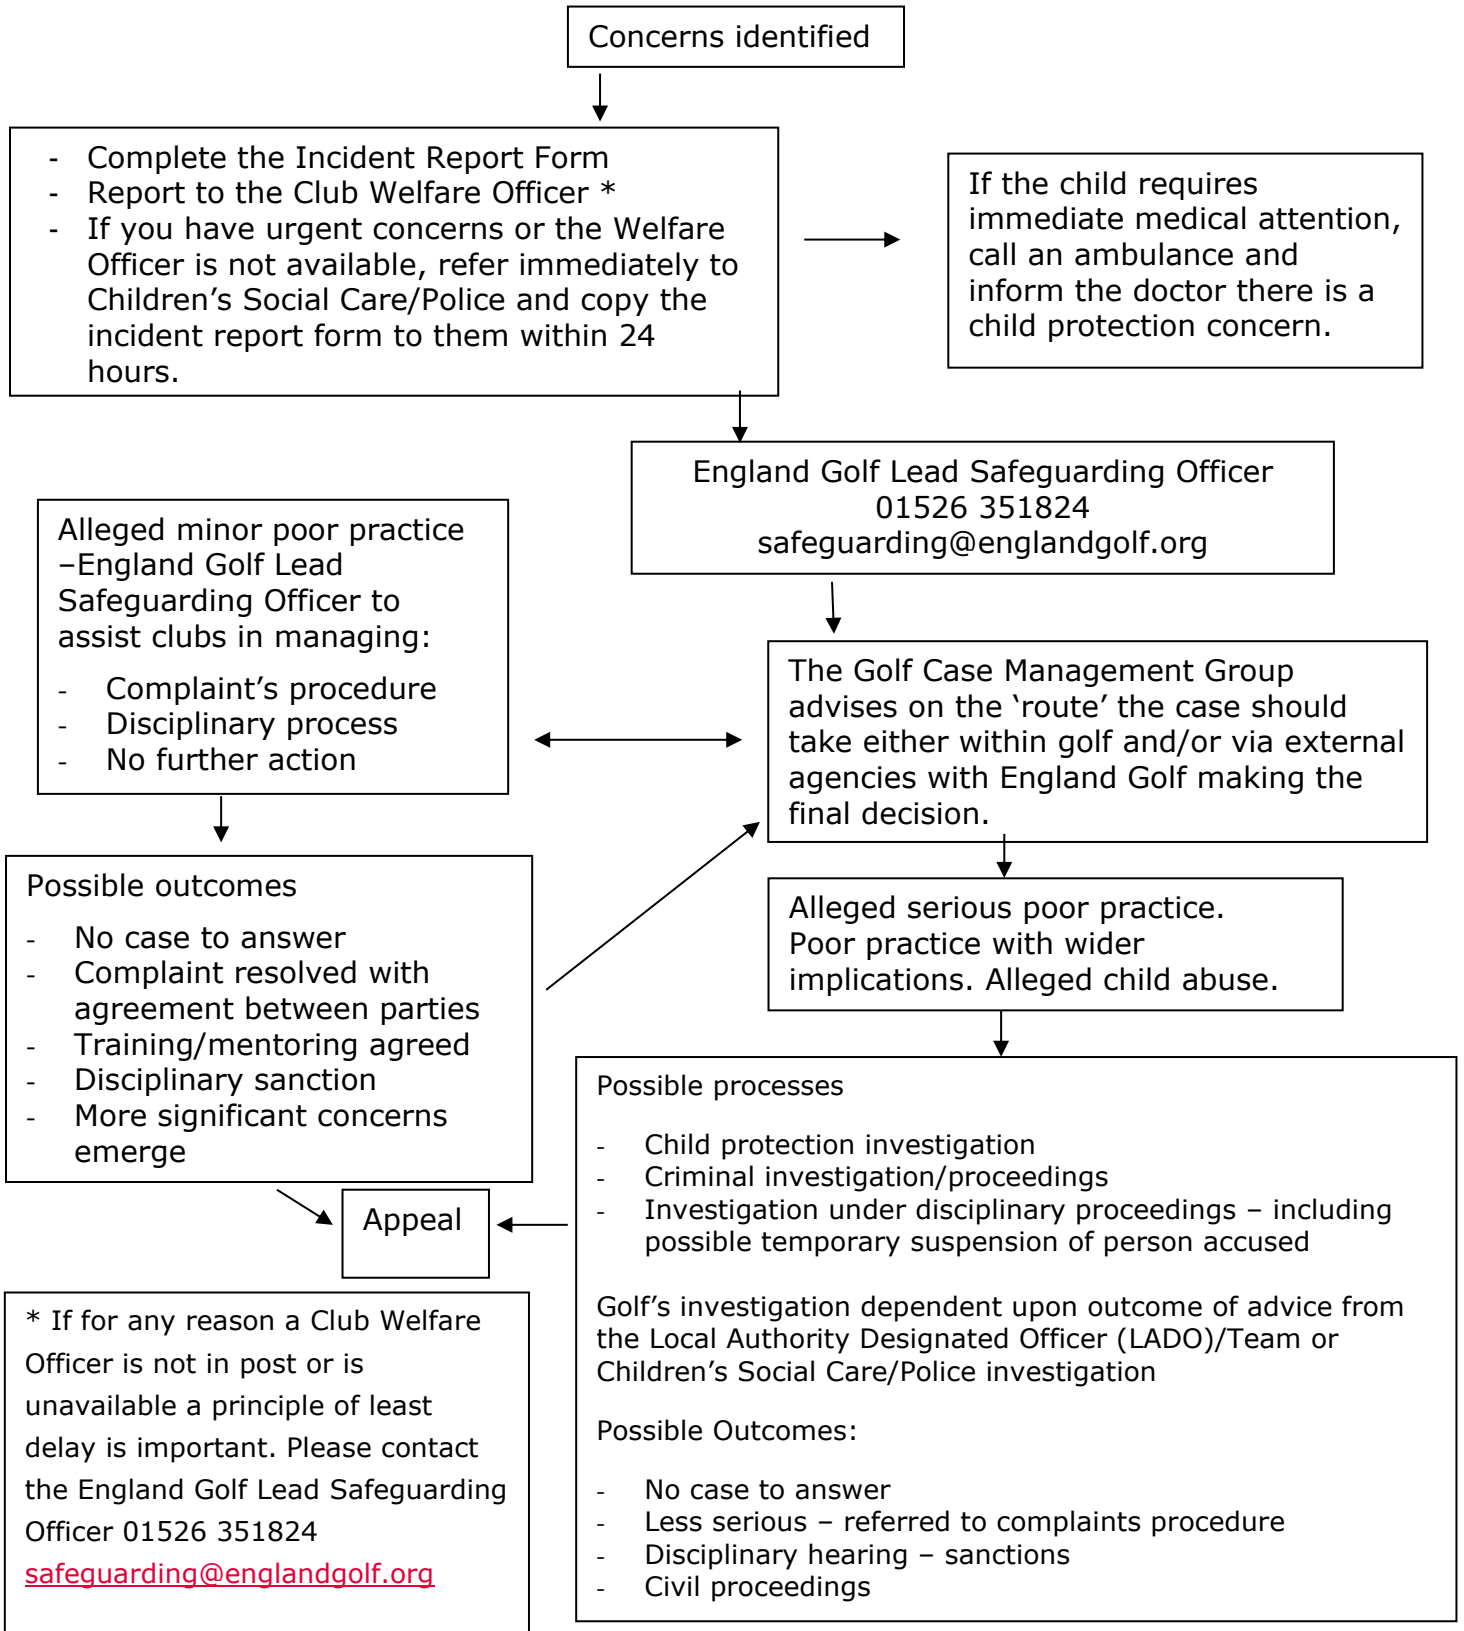 Concerns identified
- Complete the Incident Report Form
- Report to the Club Welfare Officer *
- If you have urgent concerns or the Welfare
Officer is not available, refer immediately to
Children’s Social Care/Police and copy the
incident report form to them within 24
hours.
If the child requires
immediate medical attention,
call an ambulance and
inform the doctor there is a
child protection concern.
England Golf Lead Safeguarding Officer
01526 351824
safeguarding@englandgolf.org
Alleged minor poor practice
–England Golf Lead
Safeguarding Officer to
assist clubs in managing:
- Complaint’s procedure
- Disciplinary process
- No further action
The Golf Case Management Group
advises on the ‘route’ the case should
take either within golf and/or via external
agencies with England Golf making the
final decision.
Possible outcomes
- No case to answer
- Complaint resolved with
agreement between parties
- Training/mentoring agreed
- Disciplinary sanction
- More significant concerns
emerge
Alleged serious poor practice.
Poor practice with wider
implications. Alleged child abuse.
Possible processes
- Child protection investigation
- Criminal investigation/proceedings
- Investigation under disciplinary proceedings – including
possible temporary suspension of person accused
Golf’s investigation dependent upon outcome of advice from
the Local Authority Designated Officer (LADO)/Team or
Children’s Social Care/Police investigation
Possible Outcomes:
- No case to answer
- Less serious – referred to complaints procedure
- Disciplinary hearing – sanctions
- Civil proceedings
Appeal
* If for any reason a Club Welfare
Officer is not in post or is
unavailable a principle of least
delay is important. Please contact
the England Golf Lead Safeguarding
Officer 01526 351824
safeguarding@englandgolf.org